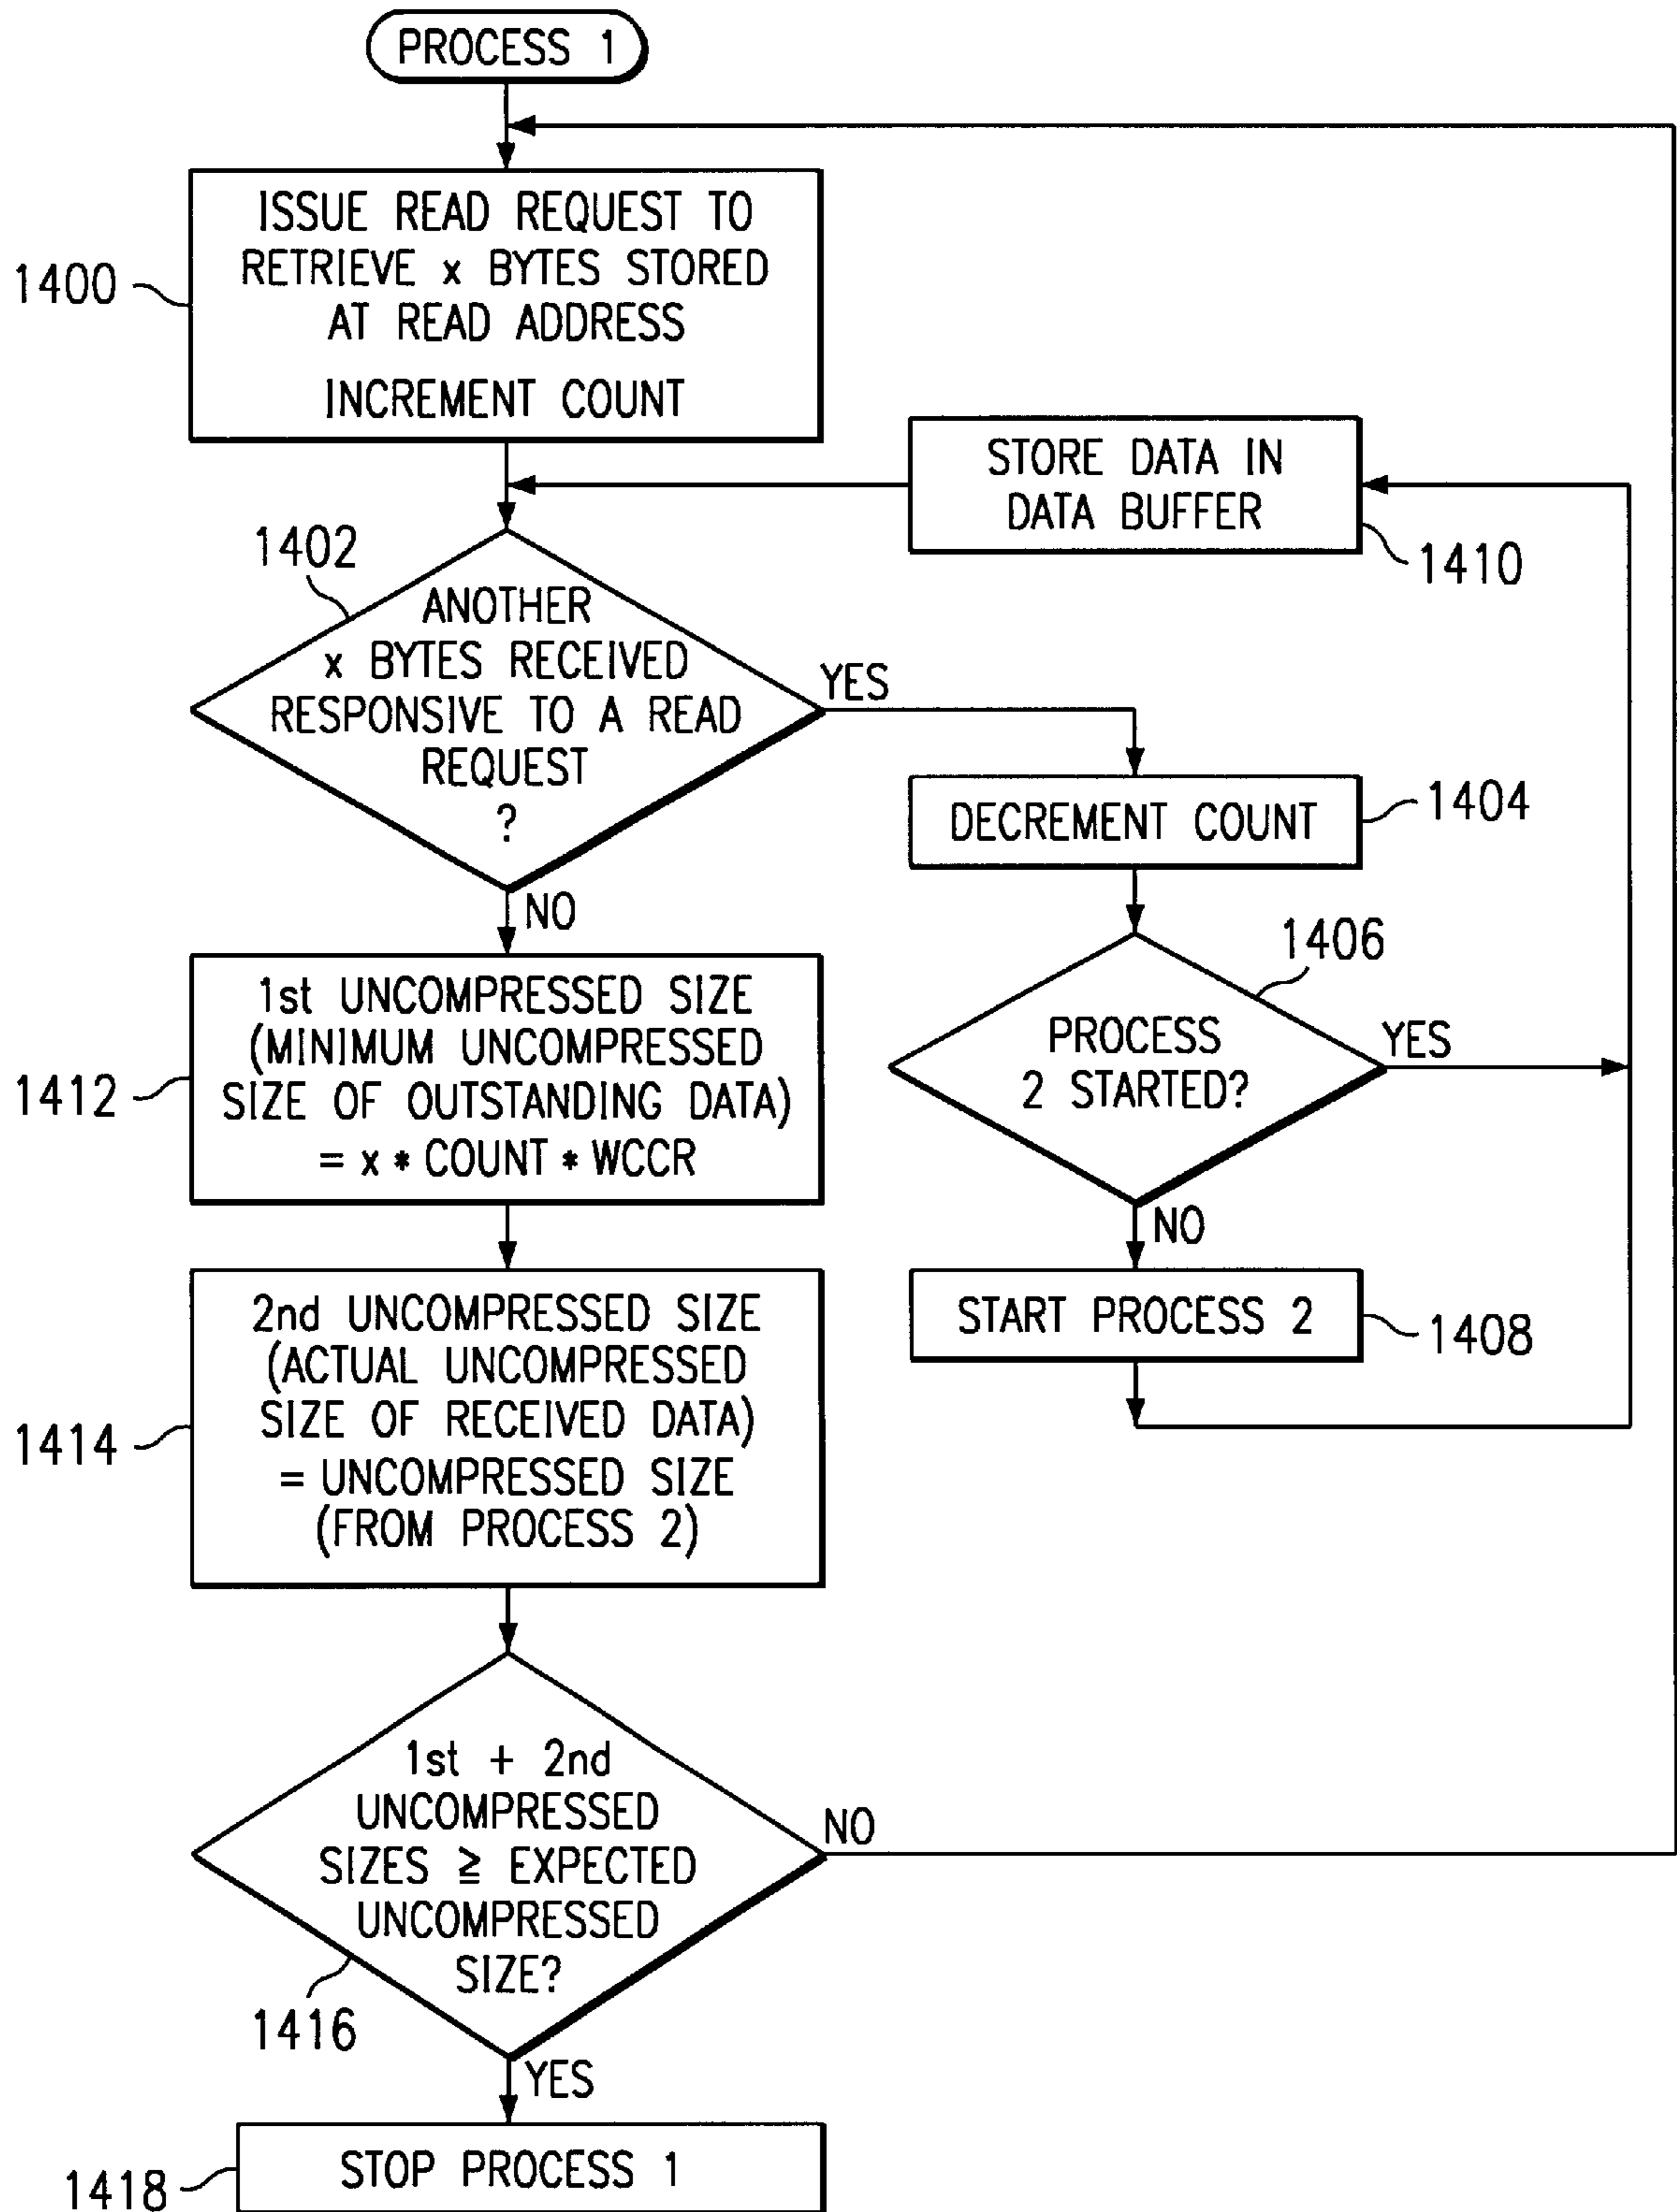 PROCESS 1
ISSUE READ REQUEST TO
RETRIEVE x BYTES STORED
AT READ ADDRESS
INCREMENT COUNT
1400
STORE DATA IN
DATA BUFFER
1410
1402
ANOTHER
x BYTES RECEIVED
RESPONSIVE TO A READ
REQUEST
?
YES
NO
DECREMENT COUNT
1404
1406
PROCESS
2 STARTED?
YES
NO
START PROCESS 2
1408
1st UNCOMPRESSED SIZE
(MINIMUM UNCOMPRESSED
SIZE OF OUTSTANDING DATA)
= x * COUNT * WCCR
1412
2nd UNCOMPRESSED SIZE
(ACTUAL UNCOMPRESSED
SIZE OF RECEIVED DATA)
= UNCOMPRESSED SIZE
(FROM PROCESS 2)
1414
1st + 2nd
UNCOMPRESSED
SIZES ≥ EXPECTED
UNCOMPRESSED
SIZE?
NO
1416
YES
STOP PROCESS 1
1418